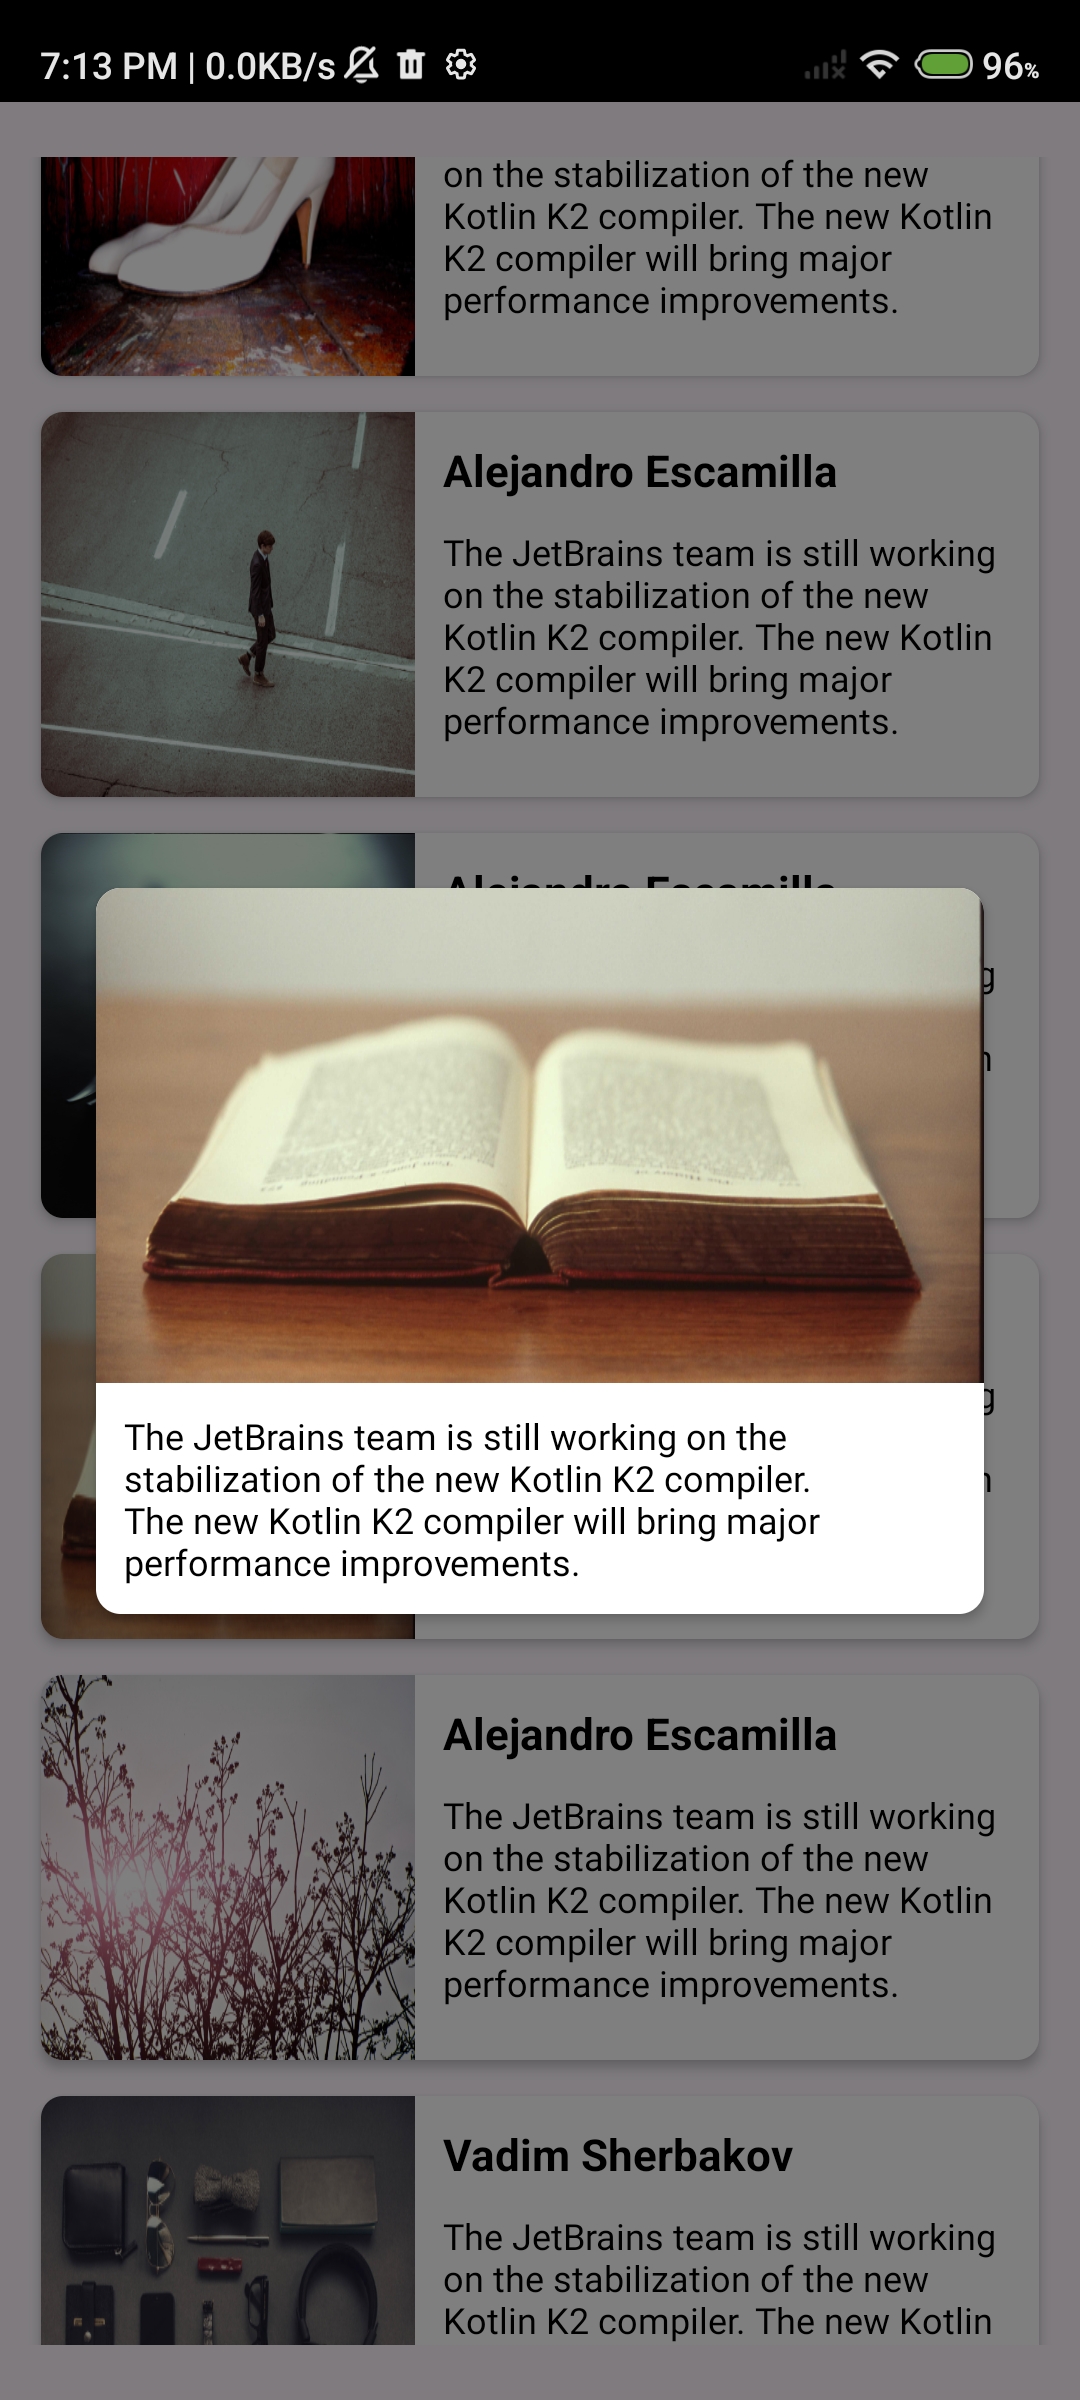 7:13 PM | 0.0KB/s
96%
on the stabilization of the new
Kotlin K2 compiler. The new Kotlin
K2 compiler will bring major
performance improvements.
Alejandro Escamilla
The JetBrains team is still working
on the stabilization of the new
Kotlin K2 compiler. The new Kotlin
K2 compiler will bring major
performance improvements.
The JetBrains team is still working on the
stabilization of the new Kotlin K2 compiler.
The new Kotlin K2 compiler will bring major
performance improvements.
Alejandro Escamilla
The JetBrains team is still working
on the stabilization of the new
Kotlin K2 compiler. The new Kotlin
K2 compiler will bring major
performance improvements.
Vadim Sherbakov
The JetBrains team is still working
on the stabilization of the new
Kotlin K2 compiler. The new Kotlin